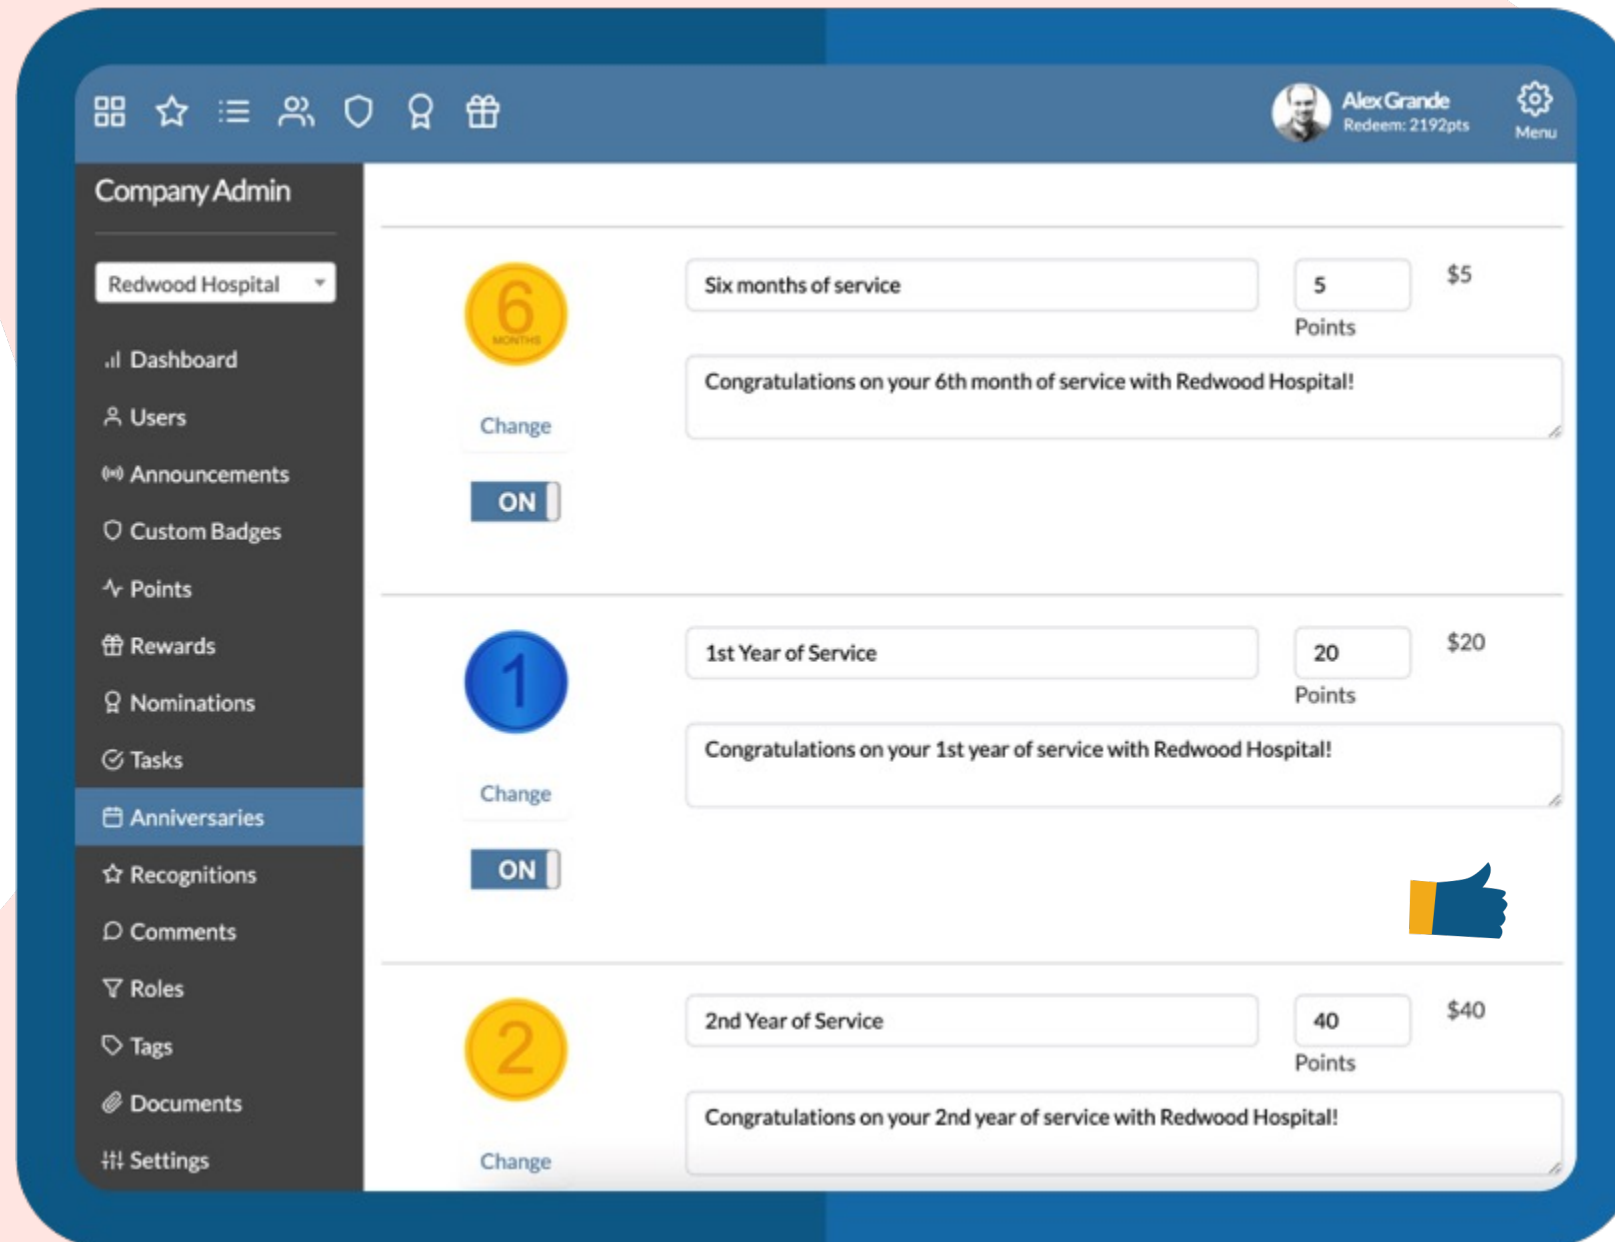 Alex Grande
Redeem: 2192pts
Menu
Company Admin
Redwood Hospital
Dashboard
Users
Announcements
Custom Badges
Points
Rewards
Nominations
Tasks
Anniversaries
Recognitions
Comments
Roles
Tags
Documents
Settings
6
MONTHS
Change
ON
Six months of service
5
$5
Points
Congratulations on your 6th month of service with Redwood Hospital!
1
Change
ON
1st Year of Service
20
$20
Points
Congratulations on your 1st year of service with Redwood Hospital!
2
Change
2nd Year of Service
40
$40
Points
Congratulations on your 2nd year of service with Redwood Hospital!